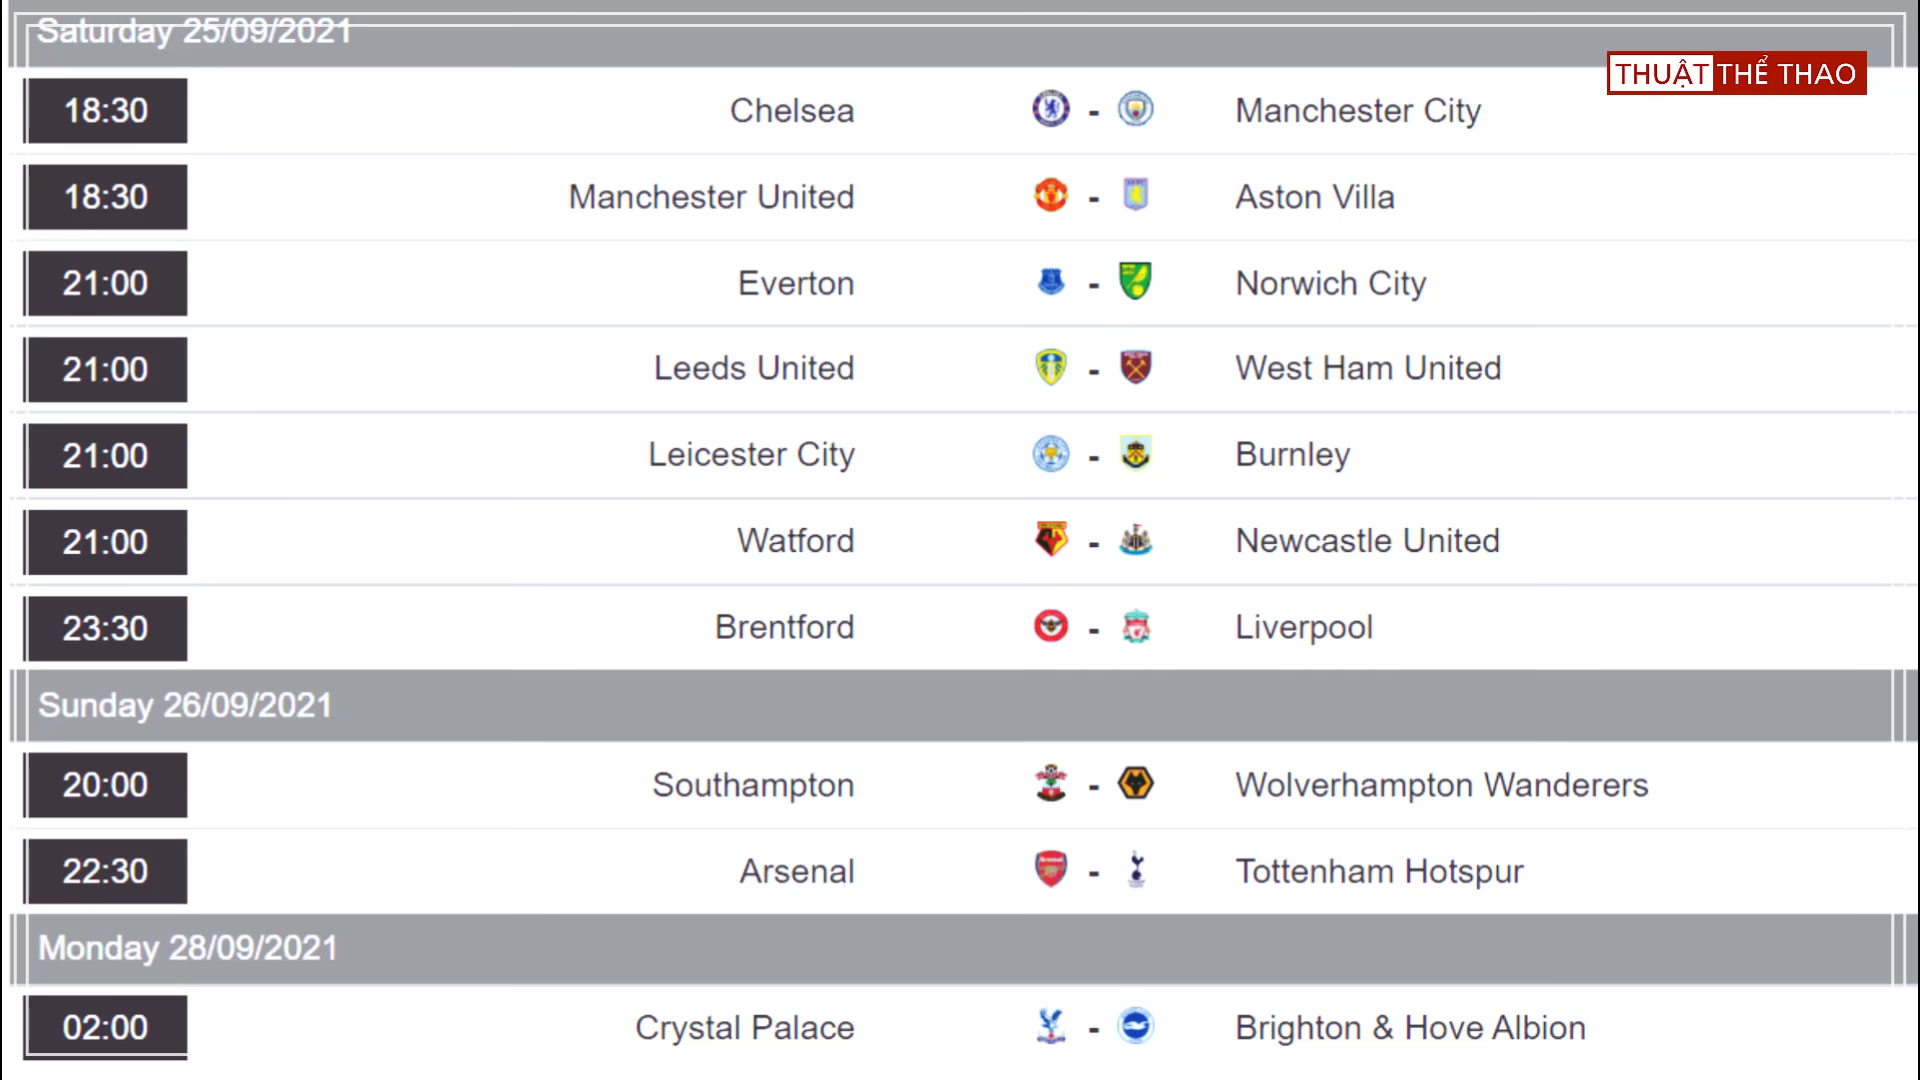 Saturday 25/09/2021
THUẬT THỂ THAO
18:30 Chelsea - Manchester City
18:30 Manchester United - Aston Villa
21:00 Everton - Norwich City
21:00 Leeds United - West Ham United
21:00 Leicester City - Burnley
21:00 Watford - Newcastle United
23:30 Brentford - Liverpool
Sunday 26/09/2021
20:00 Southampton - Wolverhampton Wanderers
22:30 Arsenal - Tottenham Hotspur
Monday 28/09/2021
02:00 Crystal Palace - Brighton & Hove Albion